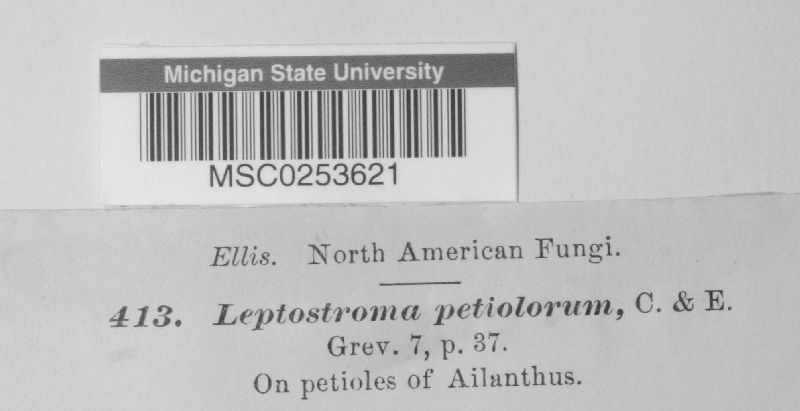 Michigan State University
MSC0253621
Ellis. North American Fungi.
413. Leptostroma petiolorum, C. & E.
Grev. 7, p. 37.
On petioles of Ailanthus.